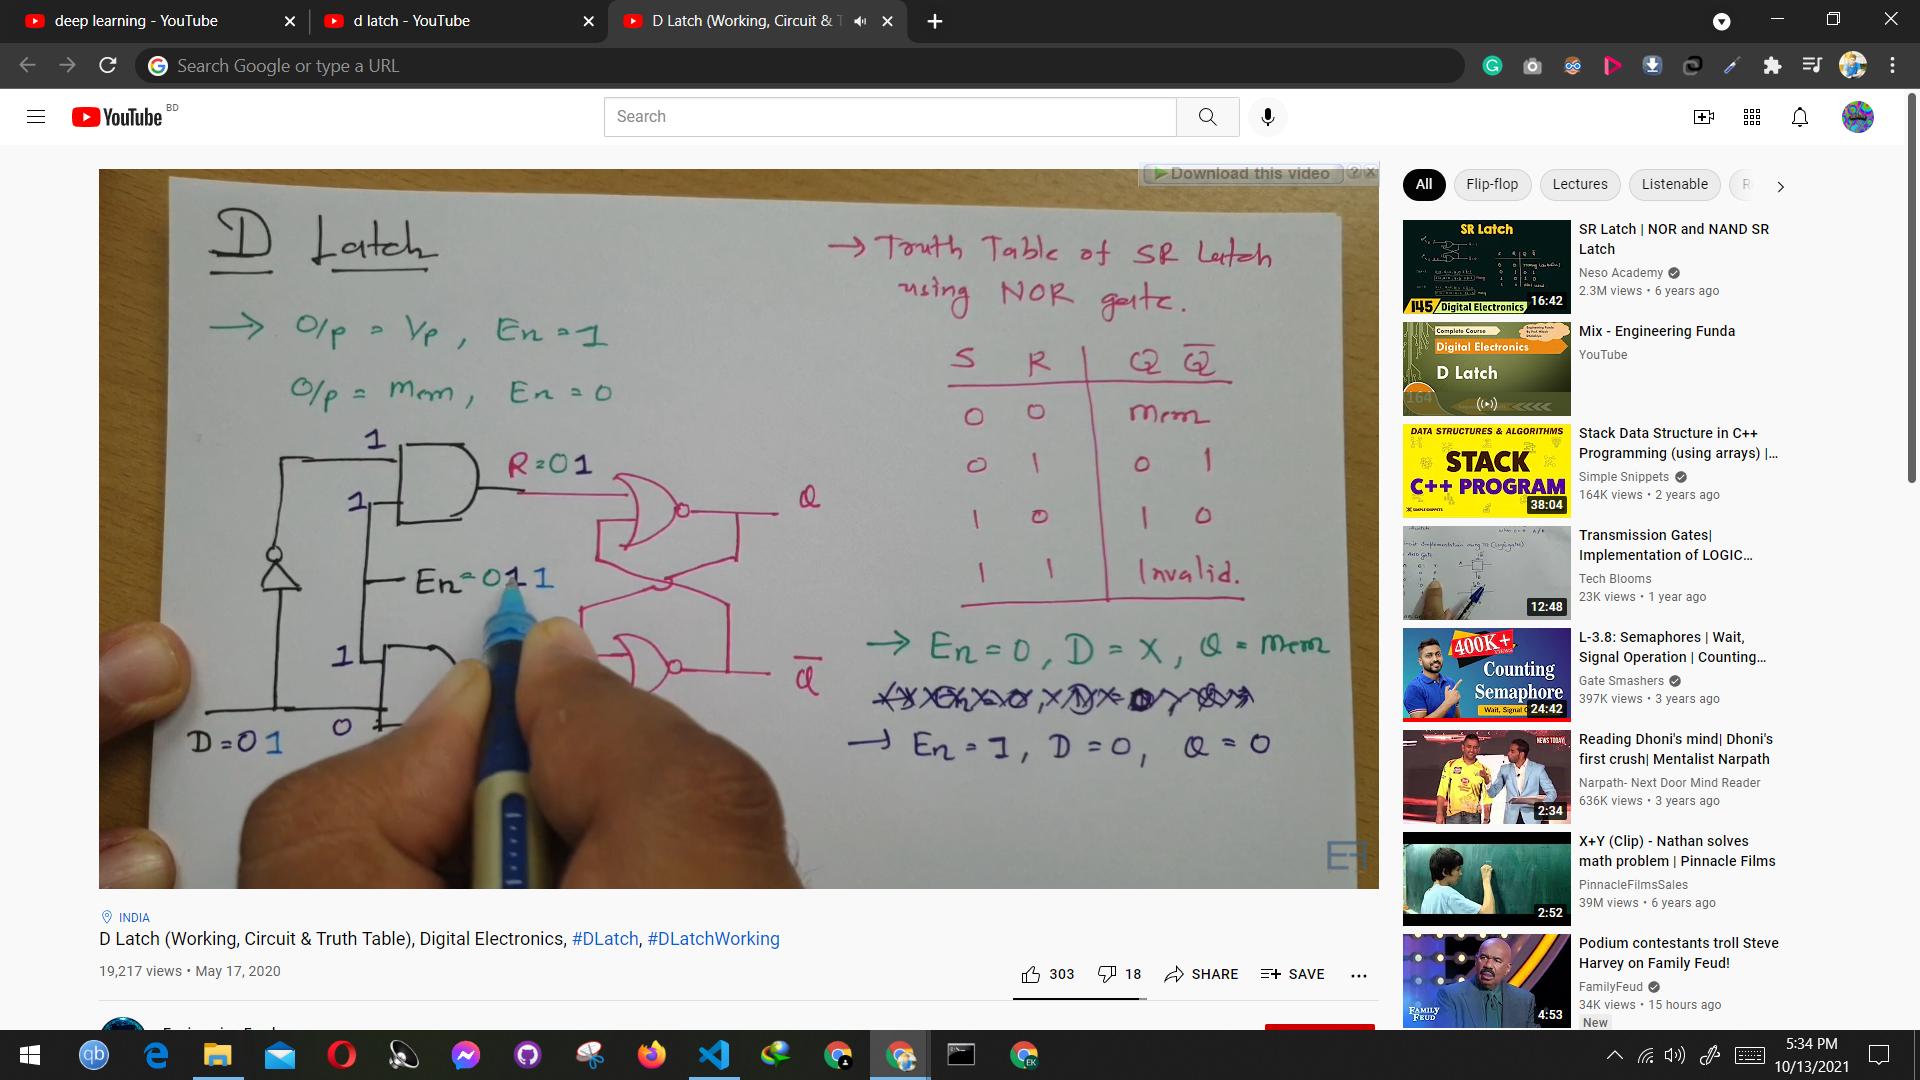 deep learning - YouTube
d latch - YouTube
D Latch (Working, Circuit & T
Search Google or type a URL
YouTube BD
Search
Download this video
D Latch
→ O/p = I/p, En = 1
O/p = Mem, En = 0
1
R = 0 1
1
Q
En = 0 1 1
1
Q̅
0
D = 0 1
→ Truth Table of SR Latch
using NOR gate.
S R Q Q̅
0 0 Mem
0 1 0 1
1 0 1 0
1 1 Invalid.
→ En = 0, D = X, Q = Mem
→ En = 1, D = 0, Q = 0
EF
INDIA
D Latch (Working, Circuit & Truth Table), Digital Electronics, #DLatch, #DLatchWorking
19,217 views • May 17, 2020
303
18
SHARE
SAVE
All
Flip-flop
Lectures
Listenable
R
SR Latch
145 Digital Electronics
16:42
SR Latch | NOR and NAND SR
Latch
Neso Academy
2.3M views • 6 years ago
Complete Course
Digital Electronics
D Latch
164
Mix - Engineering Funda
YouTube
DATA STRUCTURES & ALGORITHMS
STACK
C++ PROGRAM
38:04
Stack Data Structure in C++
Programming (using arrays) |...
Simple Snippets
164K views • 2 years ago
12:48
Transmission Gates|
Implementation of LOGIC...
Tech Blooms
23K views • 1 year ago
400K+
Counting
Semaphore
24:42
L-3.8: Semaphores | Wait,
Signal Operation | Counting...
Gate Smashers
397K views • 3 years ago
2:34
Reading Dhoni's mind| Dhoni's
first crush| Mentalist Narpath
Narpath- Next Door Mind Reader
636K views • 3 years ago
2:52
X+Y (Clip) - Nathan solves
math problem | Pinnacle Films
PinnacleFilmsSales
39M views • 6 years ago
FAMILY
FEUD
4:53
Podium contestants troll Steve
Harvey on Family Feud!
FamilyFeud
34K views • 15 hours ago
New
5:34 PM
10/13/2021